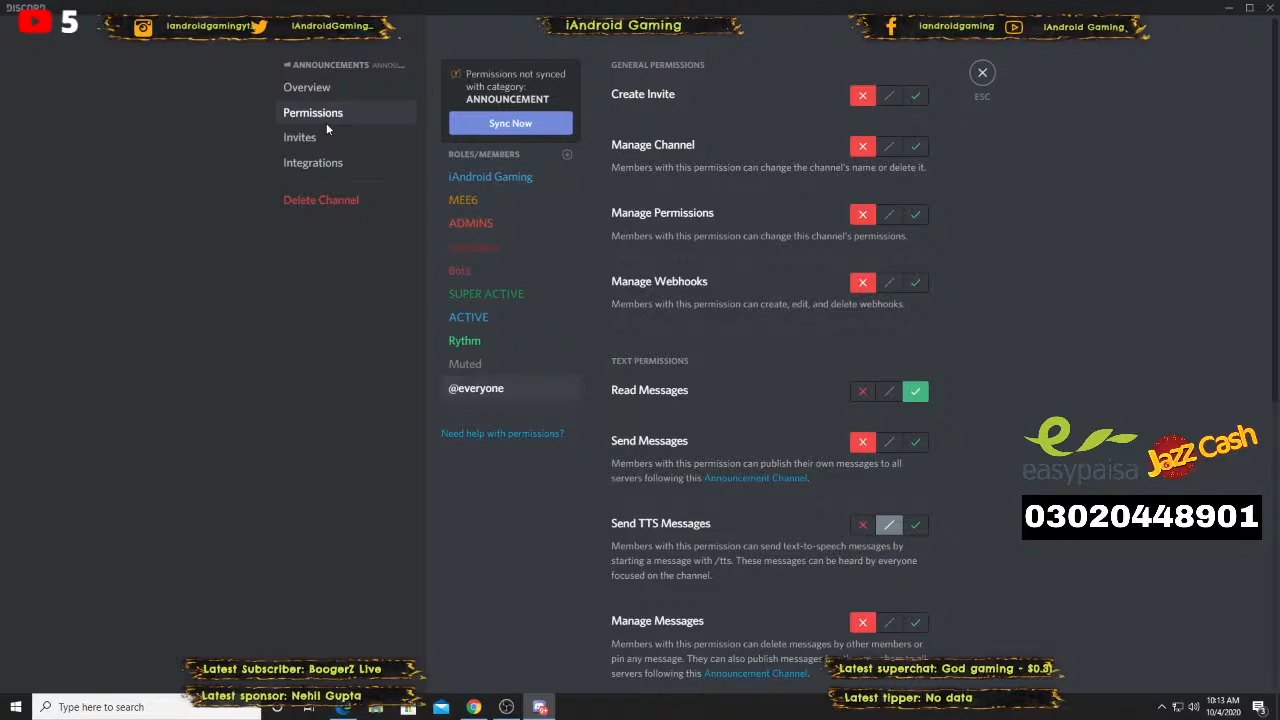 DISCORD
5
iandroidgamingyt
iAndroidGaming_
iAndroid Gaming
iandroidgaming
iAndroid Gaming
ANNOUNCEMENTS ANNOU...
Overview
Permissions
Invites
Integrations
Delete Channel
Permissions not synced
with category:
ANNOUNCEMENT
Sync Now
ROLES/MEMBERS
iAndroid Gaming
MEE6
ADMINS
Bots
SUPER ACTIVE
ACTIVE
Rythm
Muted
@everyone
Need help with permissions?
GENERAL PERMISSIONS
Create Invite
Manage Channel
Members with this permission can change the channel's name or delete it.
Manage Permissions
Members with this permission can change this channel's permissions.
Manage Webhooks
Members with this permission can create, edit, and delete webhooks.
TEXT PERMISSIONS
Read Messages
Send Messages
Members with this permission can publish their own messages to all
servers following this Announcement Channel.
Send TTS Messages
Members with this permission can send text-to-speech messages by
starting a message with /tts. These messages can be heard by everyone
focused on the channel.
Manage Messages
Members with this permission can delete messages by other members or
pin any message. They can also publish messages
servers following this Announcement Channel.
ESC
easypaisa
JazzCash
03020448901
Latest Subscriber: BoogerZ Live
Latest sponsor: Nehil Gupta
Latest superchat: God gaming - $0.31
Latest tipper: No data
Type here to search
10:13 AM
10/4/2020